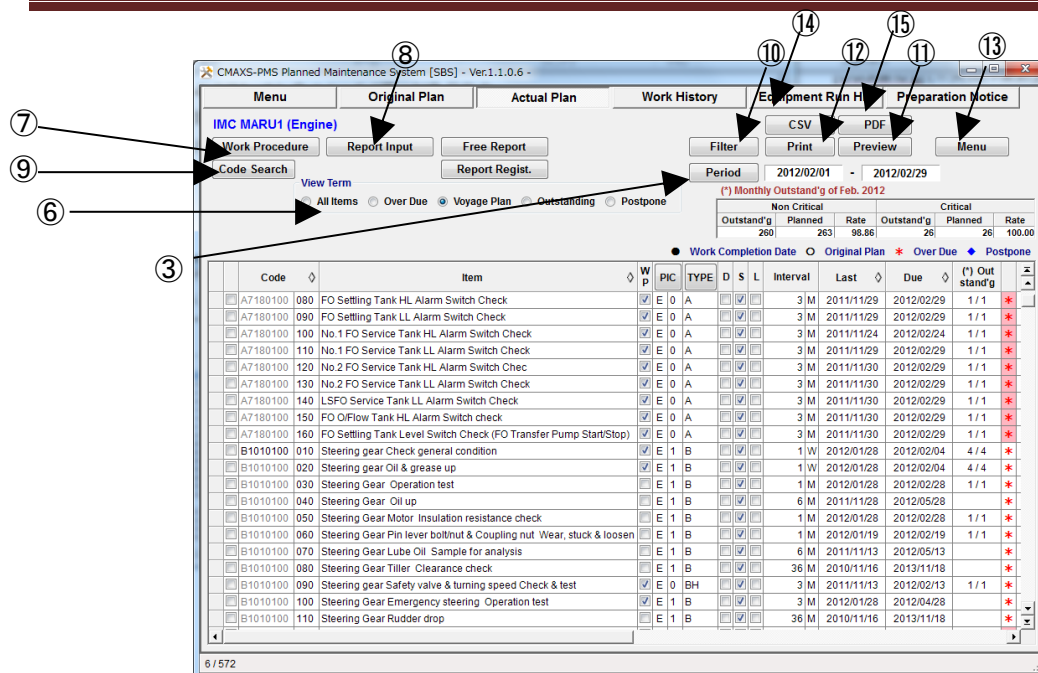 ⑭ ⑮
⑧ ⑩ ⑫ ⑪ ⑬
CMAXS-PMS Planned Maintenance System [SBS] - Ver.1.1.0.6 -
Menu Original Plan Actual Plan Work History Equipment Run H Preparation Notice
IMC MARU1 (Engine) CSV PDF
⑦ Work Procedure Report Input Free Report Filter Print Preview Menu
⑨ Code Search Report Regist. Period 2012/02/01 - 2012/02/29
View Term (*) Monthly Outstand'g of Feb. 2012
⑥ All Items Over Due Voyage Plan Outstanding Postpone
Non Critical Critical
Outstand'g Planned Rate Outstand'g Planned Rate
260 263 98.86 26 26 100.00
③ ● Work Completion Date O Original Plan * Over Due ◆ Postpone
Code ◊ Item ◊ W P PIC TYPE D S L Interval Last ◊ Due ◊ (*) Out stand'g
A7180100 080 FO Settling Tank HL Alarm Switch Check E 0 A 3 M 2011/11/29 2012/02/29 1 / 1 *
A7180100 090 FO Settling Tank LL Alarm Switch Check E 0 A 3 M 2011/11/29 2012/02/29 1 / 1 *
A7180100 100 No.1 FO Service Tank HL Alarm Switch Check E 0 A 3 M 2011/11/24 2012/02/24 1 / 1 *
A7180100 110 No.1 FO Service Tank LL Alarm Switch Check E 0 A 3 M 2011/11/29 2012/02/29 1 / 1 *
A7180100 120 No.2 FO Service Tank HL Alarm Switch Chec E 0 A 3 M 2011/11/30 2012/02/29 1 / 1 *
A7180100 130 No.2 FO Service Tank LL Alarm Switch Check E 0 A 3 M 2011/11/30 2012/02/29 1 / 1 *
A7180100 140 LSFO Service Tank LL Alarm Switch Check E 0 A 3 M 2011/11/30 2012/02/29 1 / 1 *
A7180100 150 FO O/Flow Tank HL Alarm Switch check E 0 A 3 M 2011/11/30 2012/02/29 1 / 1 *
A7180100 160 FO Settling Tank Level Switch Check (FO Transfer Pump Start/Stop) E 0 A 3 M 2011/11/30 2012/02/29 1 / 1 *
B1010100 010 Steering gear Check general condition E 1 B 1 W 2012/01/28 2012/02/04 4 / 4 *
B1010100 020 Steering gear Oil & grease up E 1 B 1 W 2012/01/28 2012/02/04 4 / 4 *
B1010100 030 Steering Gear Operation test E 1 B 1 M 2012/01/28 2012/02/28 1 / 1 *
B1010100 040 Steering Gear Oil up E 1 B 6 M 2011/11/28 2012/05/28 *
B1010100 050 Steering Gear Motor Insulation resistance check E 1 B 1 M 2012/01/28 2012/02/28 1 / 1 *
B1010100 060 Steering Gear Pin lever bolt/nut & Coupling nut Wear, stuck & loosen E 1 B 1 M 2012/01/19 2012/02/19 1 / 1 *
B1010100 070 Steering Gear Lube Oil Sample for analysis E 1 B 6 M 2011/11/13 2012/05/13 *
B1010100 080 Steering Gear Tiller Clearance check E 1 B 36 M 2010/11/16 2013/11/18 *
B1010100 090 Steering gear Safety valve & turning speed Check & test E 0 BH 3 M 2011/11/13 2012/02/13 1 / 1 *
B1010100 100 Steering Gear Emergency steering Operation test E 1 B 3 M 2012/01/28 2012/04/28 *
B1010100 110 Steering Gear Rudder drop E 1 B 36 M 2010/11/16 2013/11/18 *
6 / 572